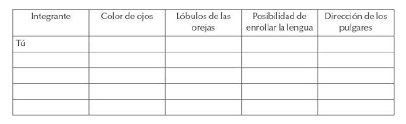 Integrante Color de ojos Lóbulos de las orejas Posibilidad de enrollar la lengua Dirección de los pulgares
Tú